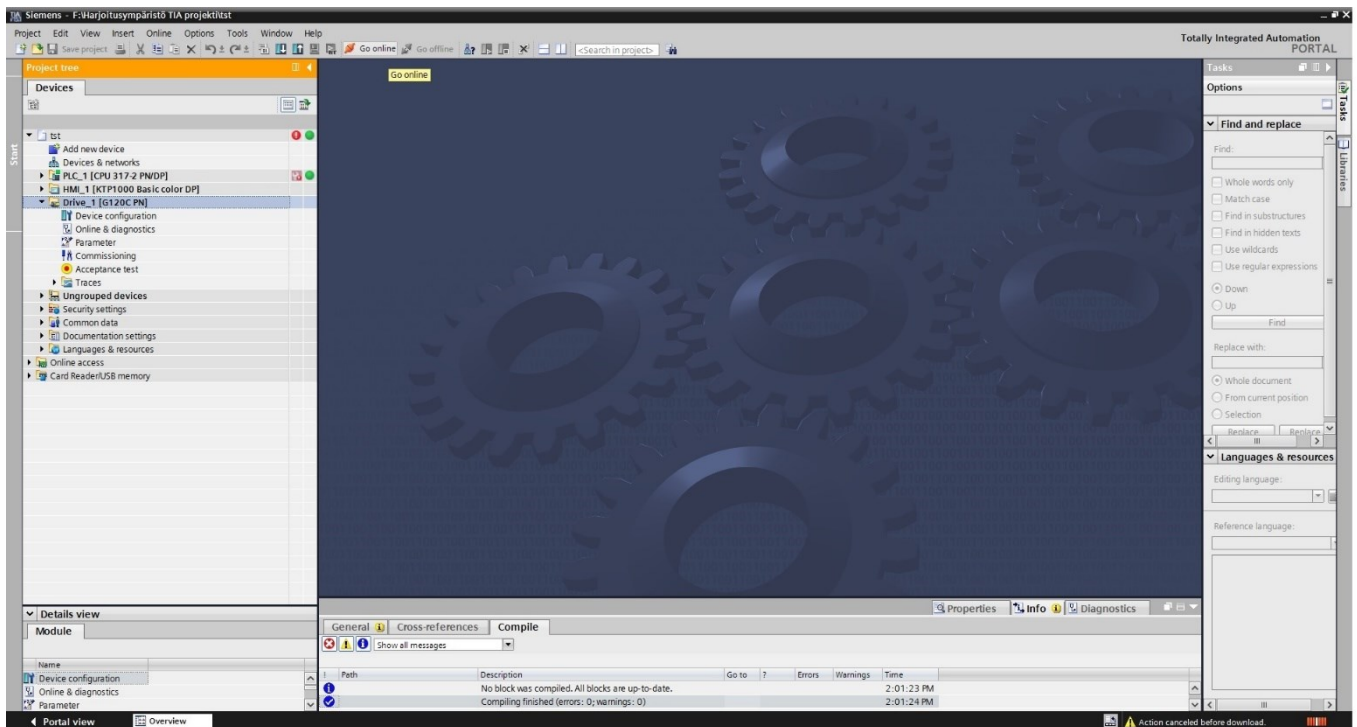 Siemens - F:\Harjoitusympäristö TIA projekti\tst
Project Edit View Insert Online Options Tools Window Help
Totally Integrated Automation
PORTAL
Save project
Go online
Go offline
<Search in project>
Go online
Project tree
Devices
tst
Add new device
Devices & networks
PLC_1 [CPU 317-2 PN/DP]
HMI_1 [KTP1000 Basic color DP]
Drive_1 [G120C PN]
Device configuration
Online & diagnostics
Parameter
Commissioning
Acceptance test
Traces
Ungrouped devices
Security settings
Common data
Documentation settings
Languages & resources
Online access
Card Reader/USB memory
Start
Details view
Module
Name
Device configuration
Online & diagnostics
Parameter
Properties
Info
Diagnostics
General
Cross-references
Compile
Show all messages
! Path Description Go to ? Errors Warnings Time
No block was compiled. All blocks are up-to-date. 2:01:23 PM
Compiling finished (errors: 0; warnings: 0) 2:01:24 PM
Tasks
Options
Find and replace
Find:
Whole words only
Match case
Find in substructures
Find in hidden texts
Use wildcards
Use regular expressions
Down
Up
Find
Replace with:
Whole document
From current position
Selection
Replace Replace
Languages & resources
Editing language:
Reference language:
Tasks
Libraries
Portal view
Overview
Action canceled before download.